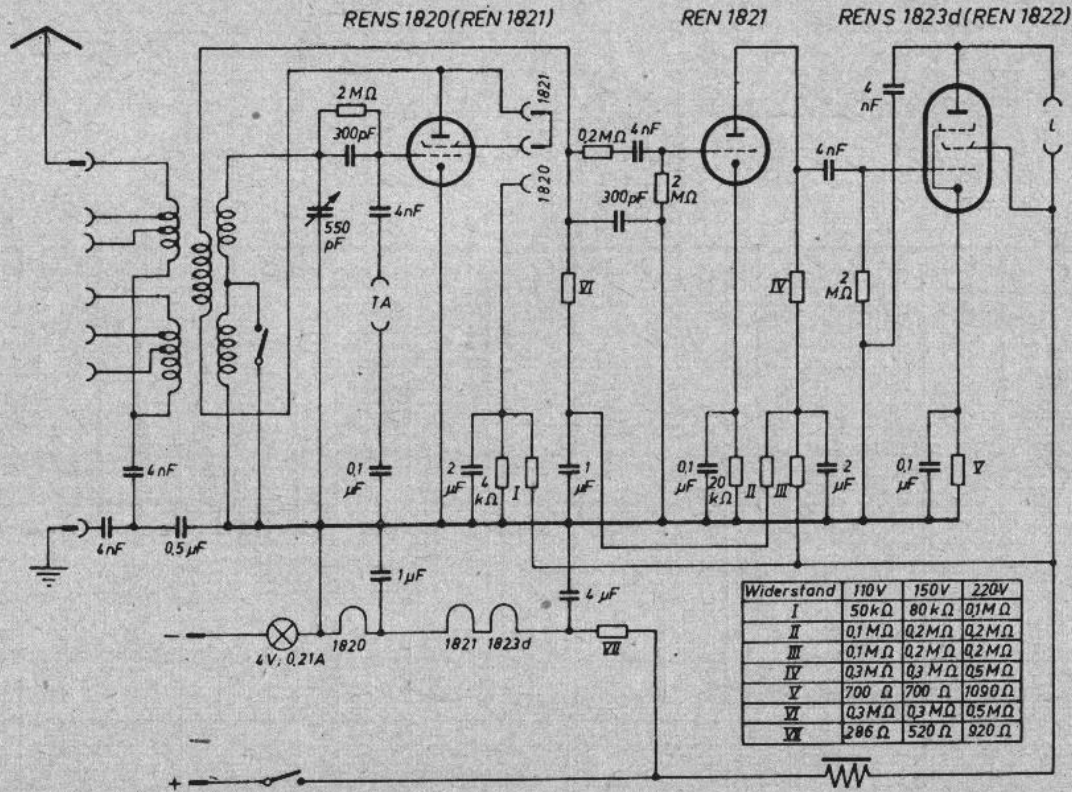 RENS 1820 (REN 1821)
REN 1821
RENS 1823d (REN 1822)
2 MΩ
300pF
1821
1820
4 nF
0,2MΩ
4nF
2 MΩ
300pF
4nF
L
550 pF
4nF
TA
VI
IV
2 MΩ
4nF
0,1 µF
2 µF
4 kΩ
I
1 µF
0,1 µF
20 kΩ
II
III
2 µF
0,1 µF
V
4nF
0,5 µF
1 µF
4 µF
–
4V, 0,21A
1820
1821
1823d
VII
–
+
Widerstand 110V 150V 220V
I 50kΩ 80kΩ 0,1MΩ
II 0,1MΩ 0,2MΩ 0,2MΩ
III 0,1MΩ 0,2MΩ 0,2MΩ
IV 0,3MΩ 0,3MΩ 0,5MΩ
V 700 Ω 700 Ω 1090 Ω
VI 0,3MΩ 0,3MΩ 0,5MΩ
VII 286 Ω 520 Ω 920 Ω